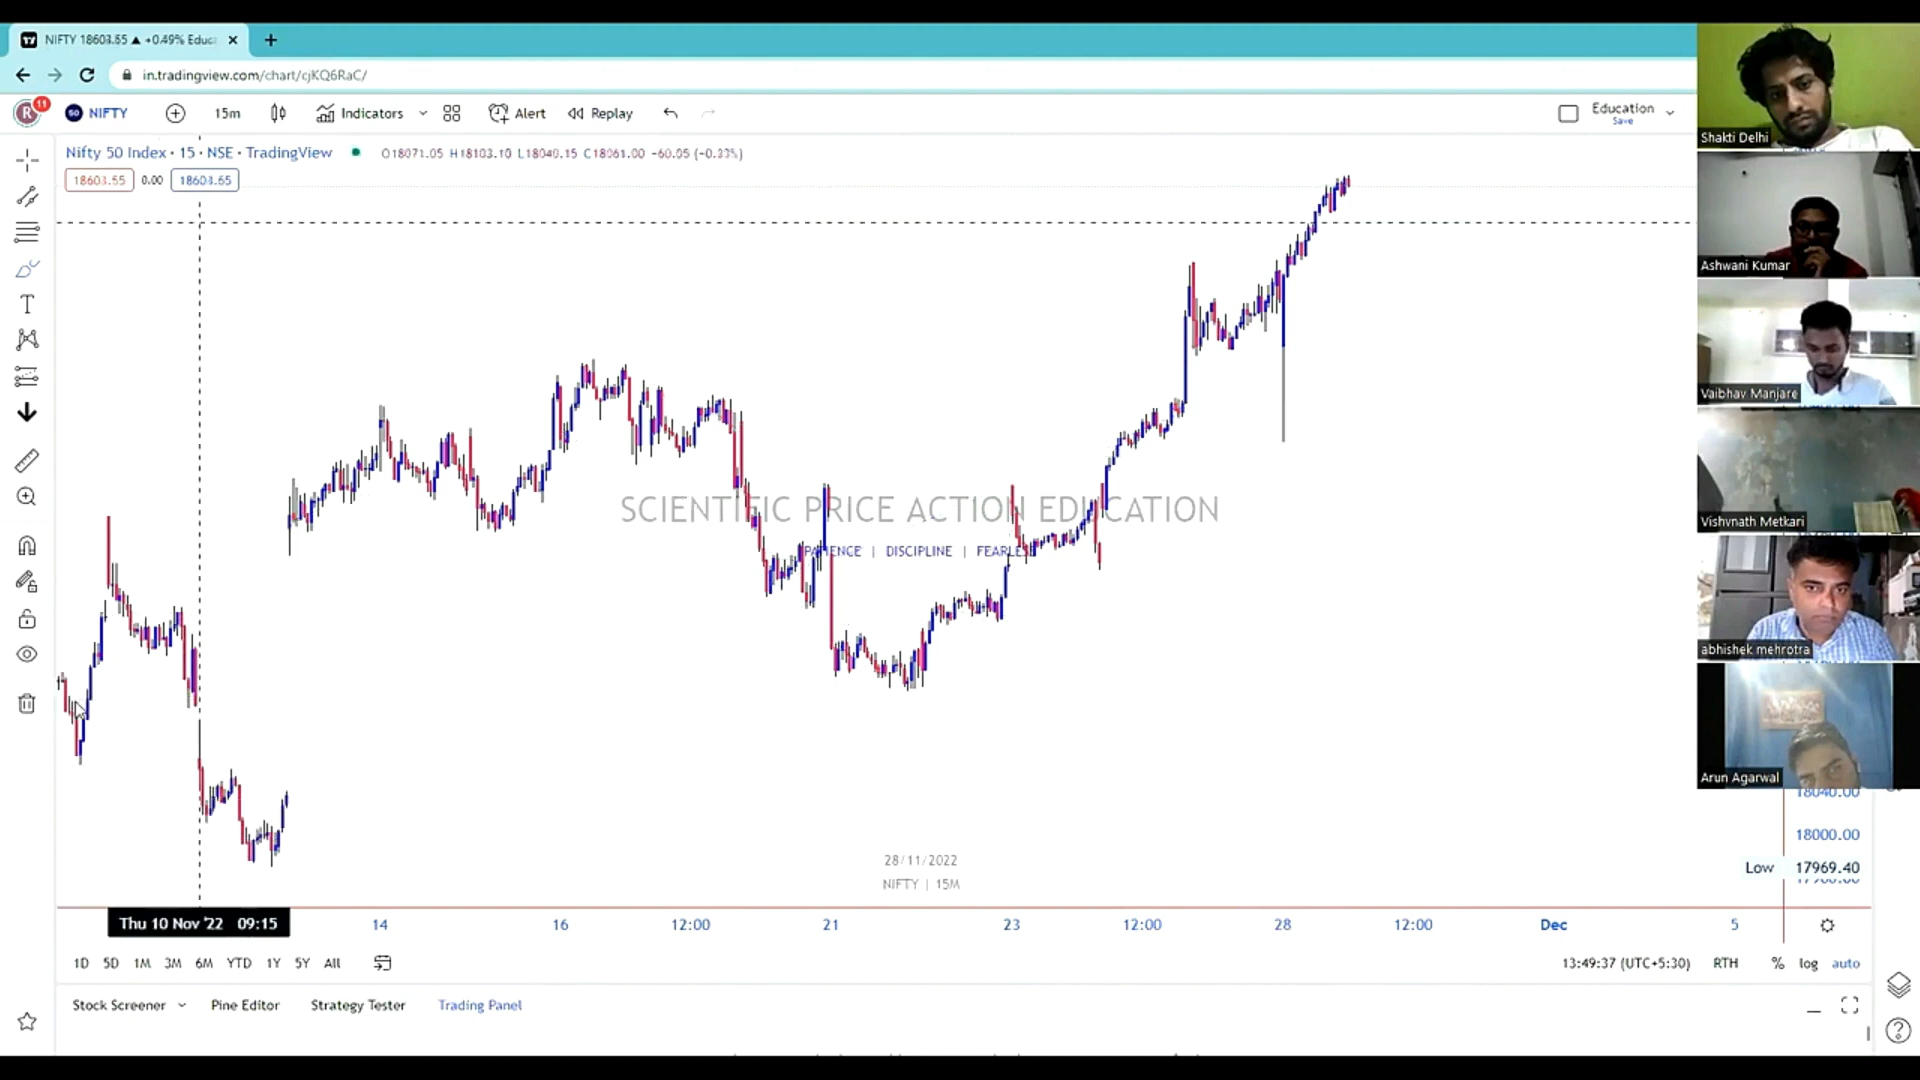 NIFTY 18603.65 ▲ +0.49% Educ
in.tradingview.com/chart/cjKQ6RaC/
R 11 NIFTY 15m Indicators Alert Replay Education
Save
Nifty 50 Index · 15 · NSE · TradingView O18071.05 H18103.10 L18040.15 C18061.00 -60.05 (-0.33%)
18603.55 0.00 18603.65
Shakti Delhi
Ashwani Kumar
Vaibhav Manjare
SCIENTIFIC PRICE ACTION EDUCATION
Vishvnath Metkari
PATIENCE | DISCIPLINE | FEARLESS
abhishek mehrotra
Arun Agarwal
18040.00
18000.00
Low 17969.40
28/11/2022
NIFTY | 15M
Thu 10 Nov '22 09:15 14 16 12:00 21 23 12:00 28 12:00 Dec 5
1D 5D 1M 3M 6M YTD 1Y 5Y All 13:49:37 (UTC+5:30) RTH % log auto
Stock Screener Pine Editor Strategy Tester Trading Panel